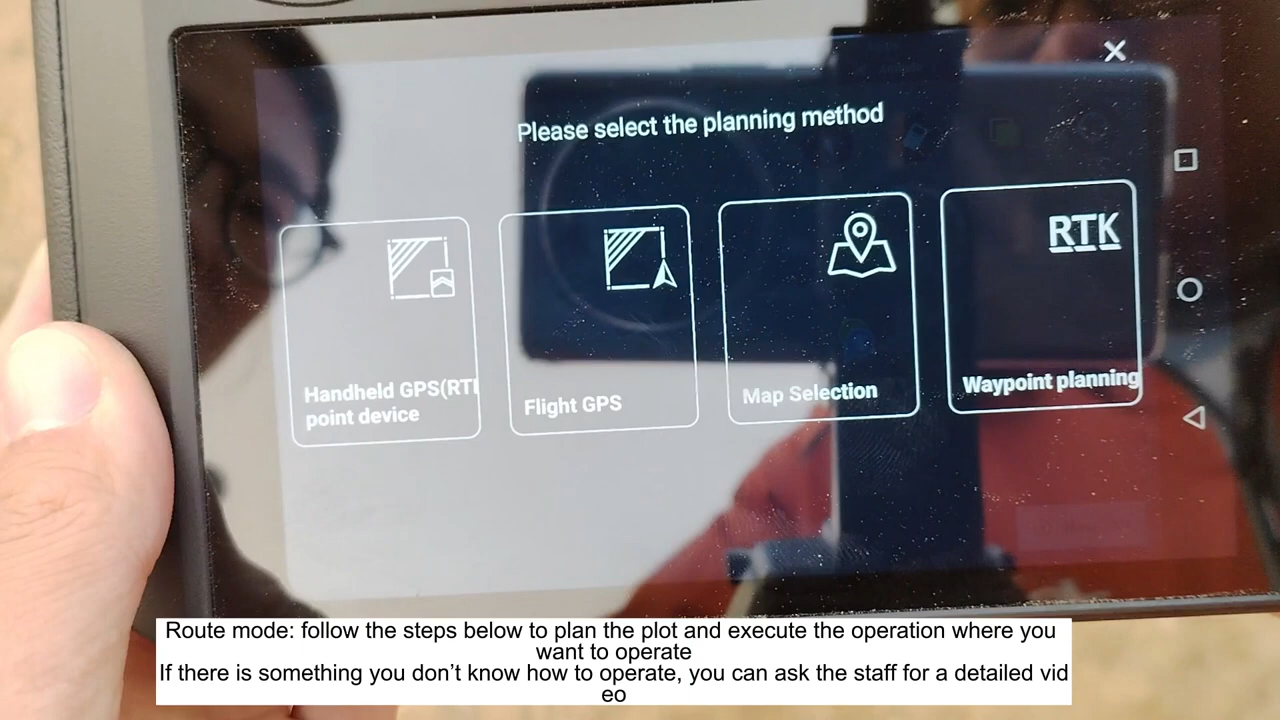 Please select the planning method
RTK
Handheld GPS(RTK
point device
Flight GPS
Map Selection
Waypoint planning
Route mode: follow the steps below to plan the plot and execute the operation where you
want to operate
If there is something you don't know how to operate, you can ask the staff for a detailed vid
eo